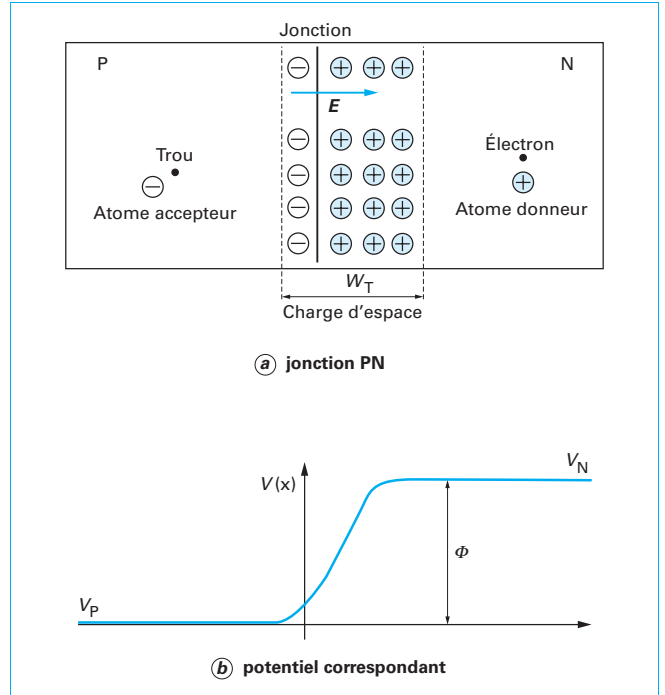 Jonction
P
N
E
Trou
Électron
Atome accepteur
Atome donneur
W_T
Charge d'espace
a jonction PN
V(x)
V_N
Φ
V_P
b potentiel correspondant